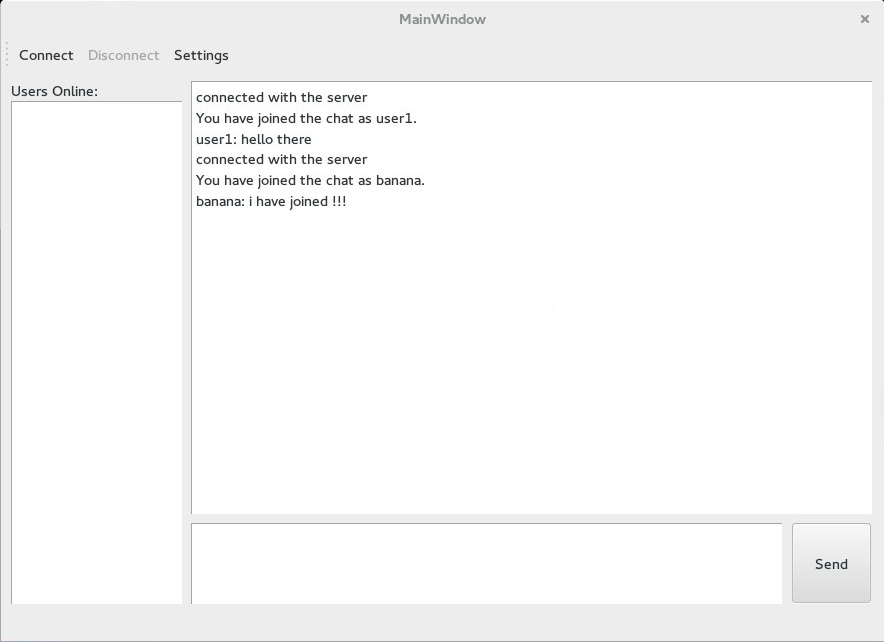 MainWindow
Connect Disconnect Settings
Users Online:
connected with the server
You have joined the chat as user1.
user1: hello there
connected with the server
You have joined the chat as banana.
banana: i have joined !!!
Send